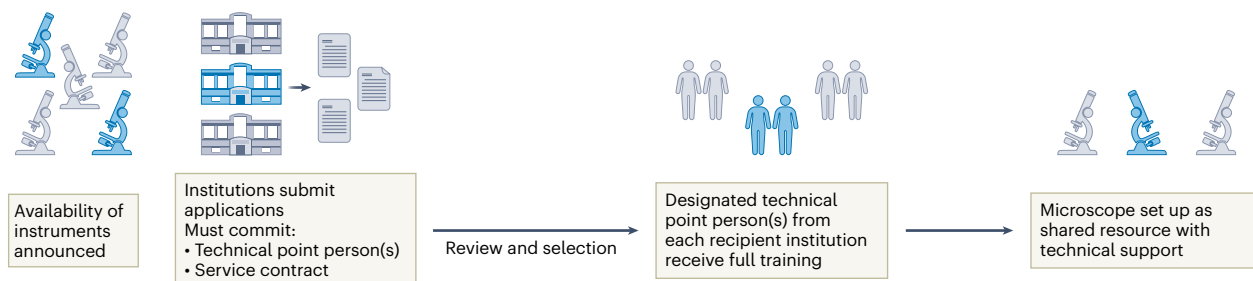 Availability of
instruments
announced
Institutions submit
applications
Must commit:
• Technical point person(s)
• Service contract
Review and selection
Designated technical
point person(s) from
each recipient institution
receive full training
Microscope set up as
shared resource with
technical support